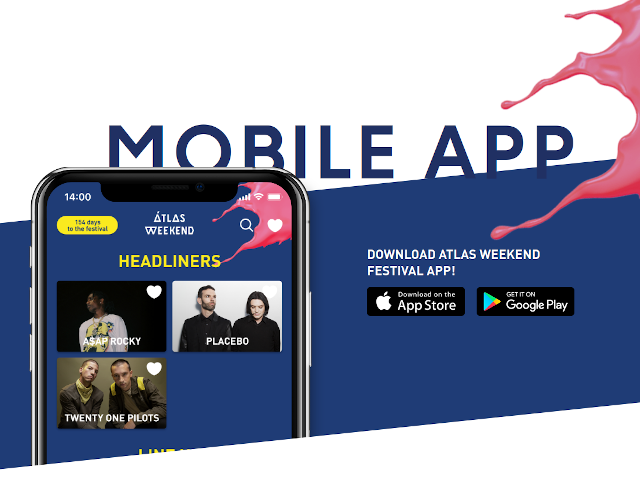 MOBILE APP
14:00
154 days
to the festival
ATLAS
WEEKEND
HEADLINERS
A$AP ROCKY
PLACEBO
TWENTY ONE PILOTS
DOWNLOAD ATLAS WEEKEND
FESTIVAL APP!
Download on the
App Store
GET IT ON
Google Play